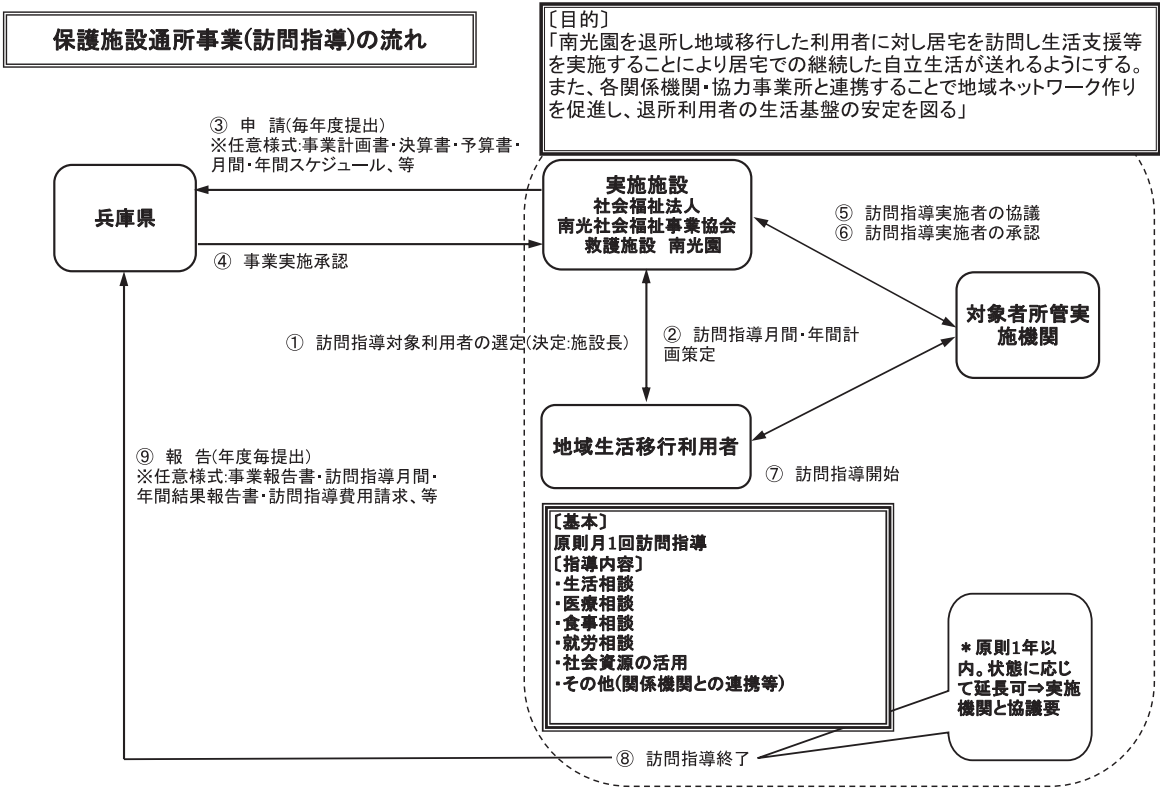 保護施設通所事業(訪問指導)の流れ
〔目的〕
「南光園を退所し地域移行した利用者に対し居宅を訪問し生活支援等
を実施することにより居宅での継続した自立生活が送れるようにする。
また、各関係機関・協力事業所と連携することで地域ネットワーク作り
を促進し、退所利用者の生活基盤の安定を図る」
③ 申 請(毎年度提出)
※任意様式:事業計画書・決算書・予算書・
月間・年間スケジュール、等
兵庫県
実施施設
社会福祉法人
南光社会福祉事業協会
救護施設 南光園
④ 事業実施承認
⑤ 訪問指導実施者の協議
⑥ 訪問指導実施者の承認
対象者所管実
施機関
① 訪問指導対象利用者の選定(決定:施設長)
② 訪問指導月間・年間計
画策定
地域生活移行利用者
⑦ 訪問指導開始
⑨ 報 告(年度毎提出)
※任意様式:事業報告書・訪問指導月間・
年間結果報告書・訪問指導費用請求、等
〔基本〕
原則月1回訪問指導
〔指導内容〕
・生活相談
・医療相談
・食事相談
・就労相談
・社会資源の活用
・その他(関係機関との連携等)
＊原則1年以
内。状態に応じ
て延長可⇒実施
機関と協議要
⑧ 訪問指導終了